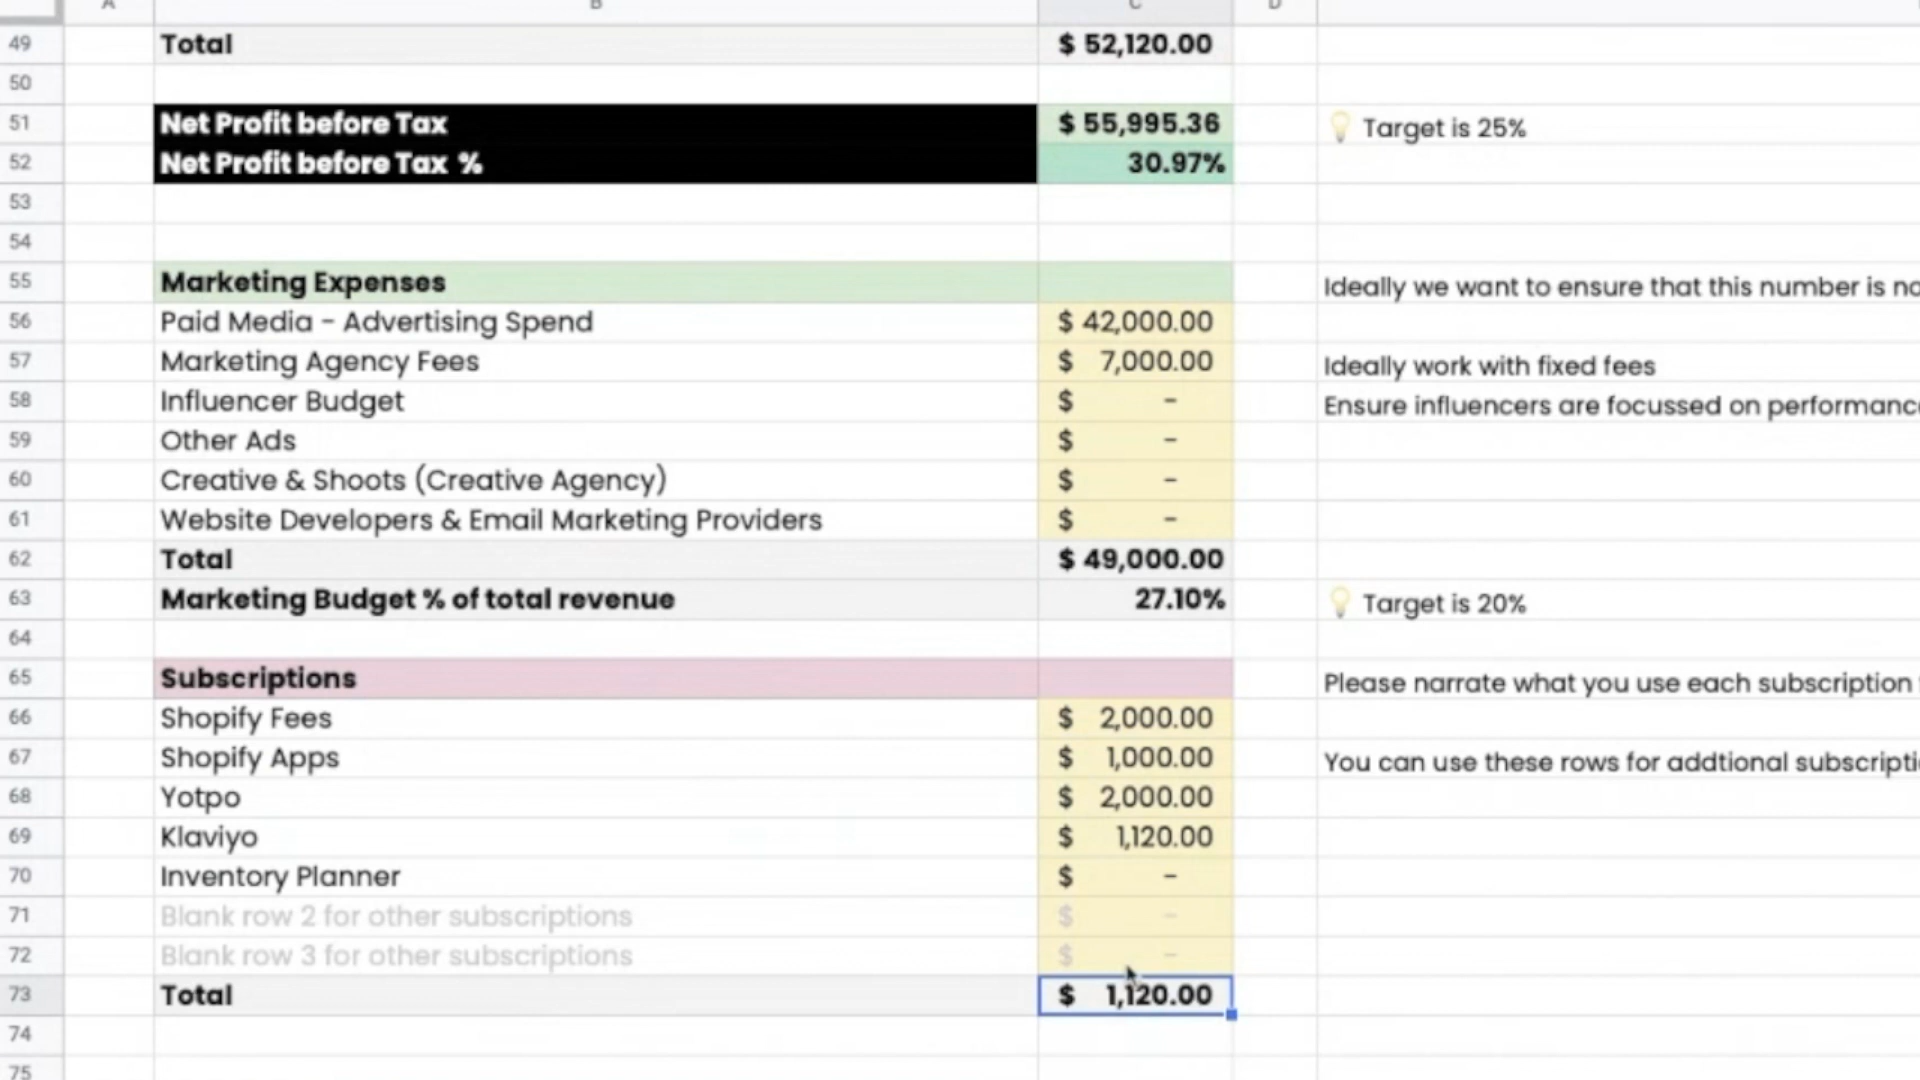 A B C D
49 Total $ 52,120.00
50
51 Net Profit before Tax $ 55,995.36 💡 Target is 25%
52 Net Profit before Tax % 30.97%
53
54
55 Marketing Expenses Ideally we want to ensure that this number is no
56 Paid Media - Advertising Spend $ 42,000.00
57 Marketing Agency Fees $ 7,000.00 Ideally work with fixed fees
58 Influencer Budget $ - Ensure influencers are focussed on performance
59 Other Ads $ -
60 Creative & Shoots (Creative Agency) $ -
61 Website Developers & Email Marketing Providers $ -
62 Total $ 49,000.00
63 Marketing Budget % of total revenue 27.10% 💡 Target is 20%
64
65 Subscriptions Please narrate what you use each subscription
66 Shopify Fees $ 2,000.00
67 Shopify Apps $ 1,000.00 You can use these rows for addtional subscripti
68 Yotpo $ 2,000.00
69 Klaviyo $ 1,120.00
70 Inventory Planner $ -
71 Blank row 2 for other subscriptions $ -
72 Blank row 3 for other subscriptions $ -
73 Total $ 1,120.00
74
75